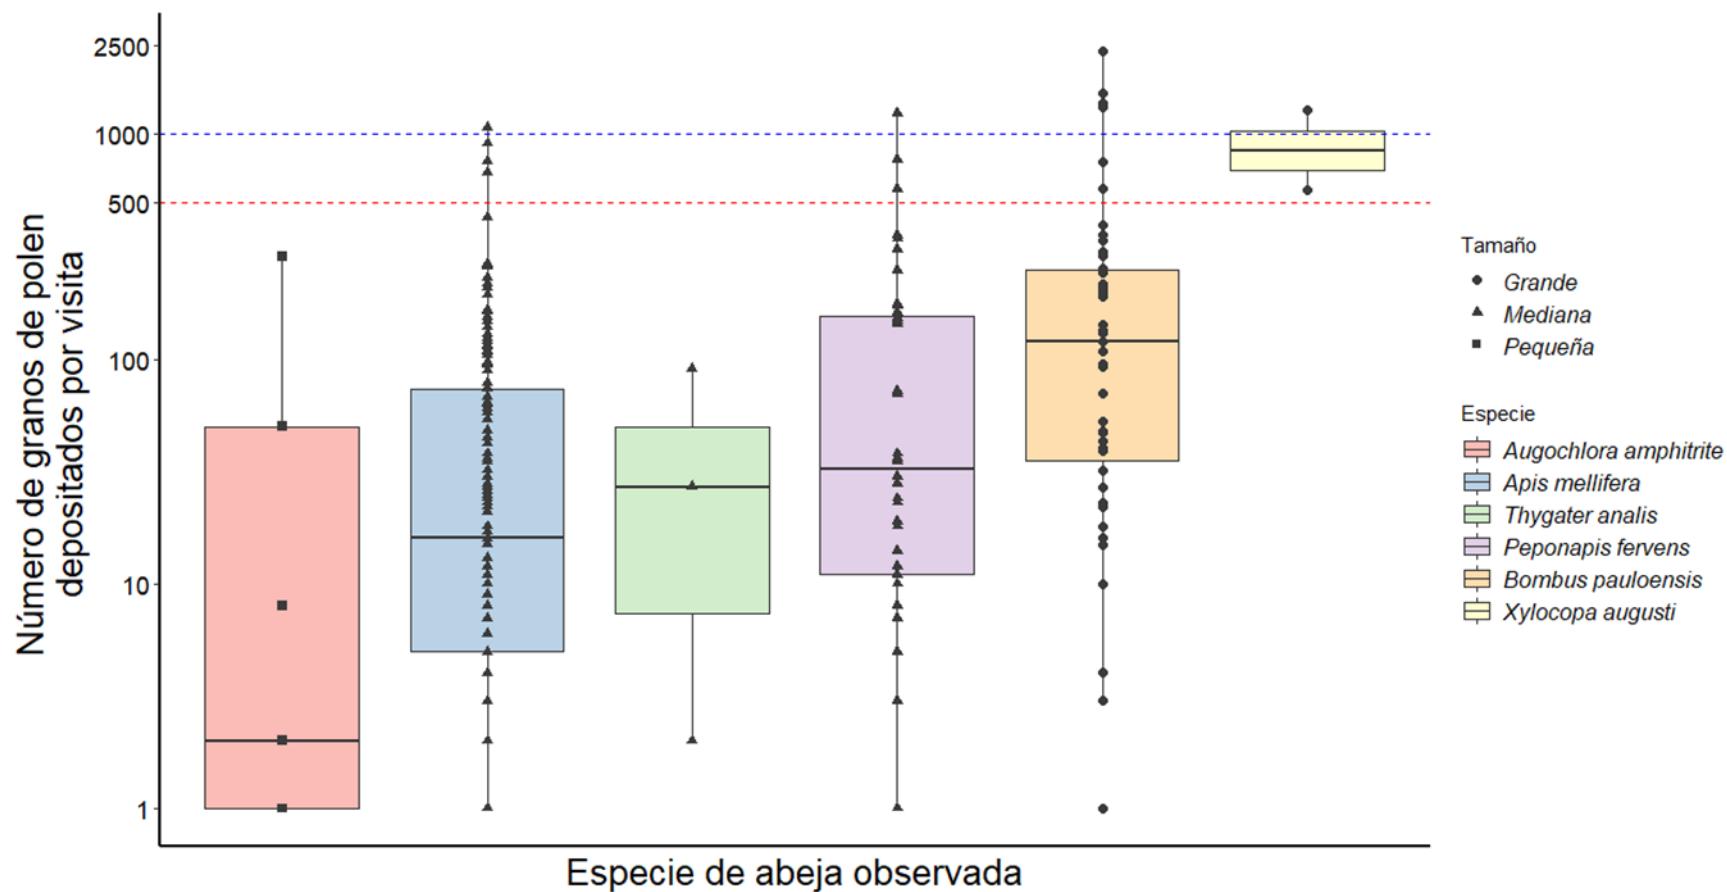 Número de granos de polen
depositados por visita
2500
1000
500
100
10
1
Especie de abeja observada
Tamaño
Grande
Mediana
Pequeña
Especie
Augochlora amphitrite
Apis mellifera
Thygater analis
Peponapis fervens
Bombus pauloensis
Xylocopa augusti